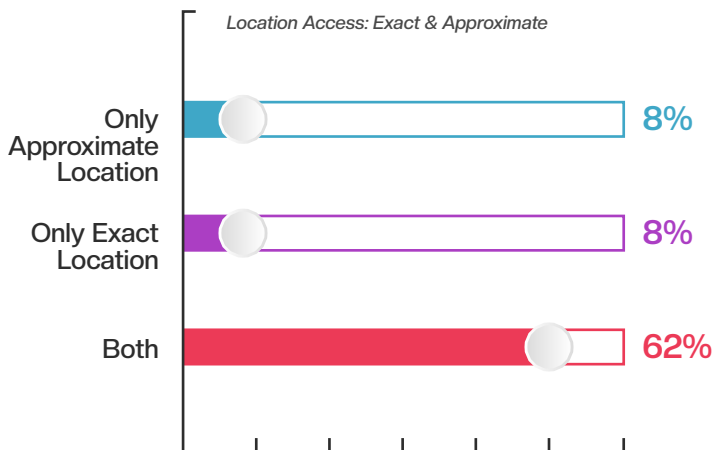 Location Access: Exact & Approximate
Only
Approximate
Location
8%
Only Exact
Location
8%
Both
62%